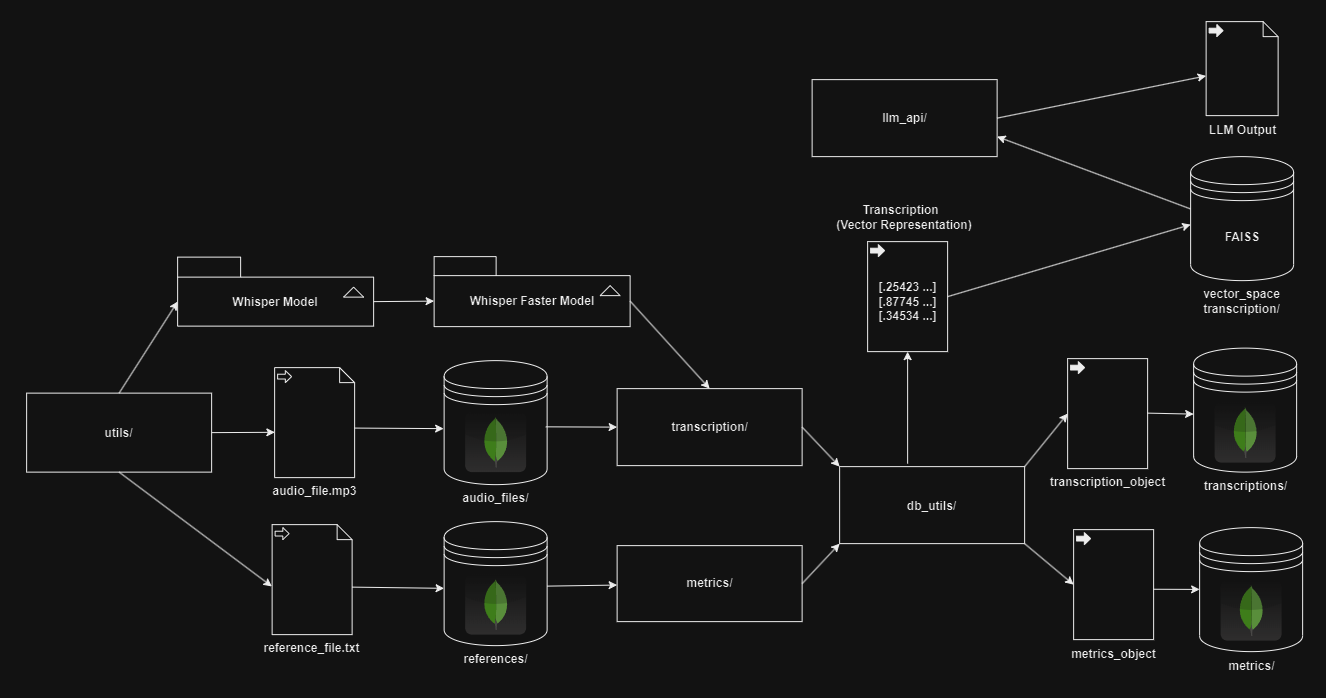 llm_api/
LLM Output
Transcription
(Vector Representation)
FAISS
[.25423 ...]
[.87745 ...]
[.34534 ...]
vector_space
transcription/
Whisper Model
Whisper Faster Model
utils/
audio_file.mp3
audio_files/
transcription/
db_utils/
transcription_object
transcriptions/
reference_file.txt
references/
metrics/
metrics_object
metrics/